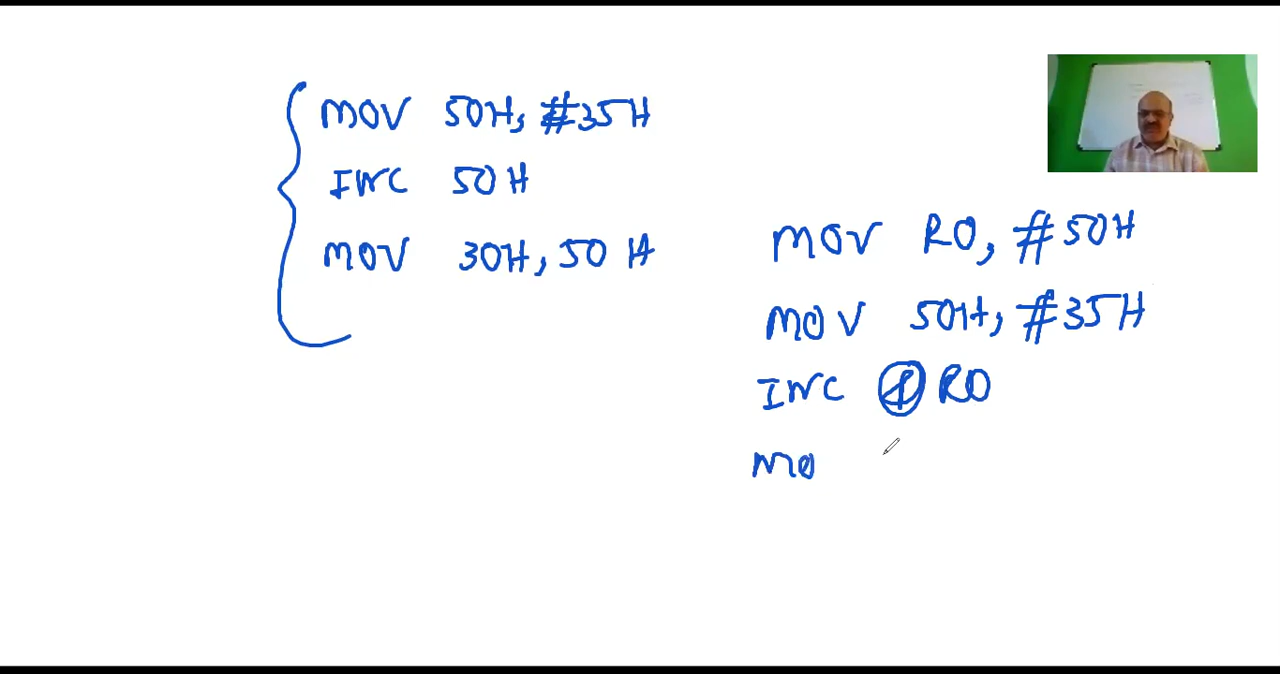 MOV 50H, #35H
INC 50H
MOV 30H, 50H
MOV R0, #50H
MOV 50H, #35H
INC @R0
MO